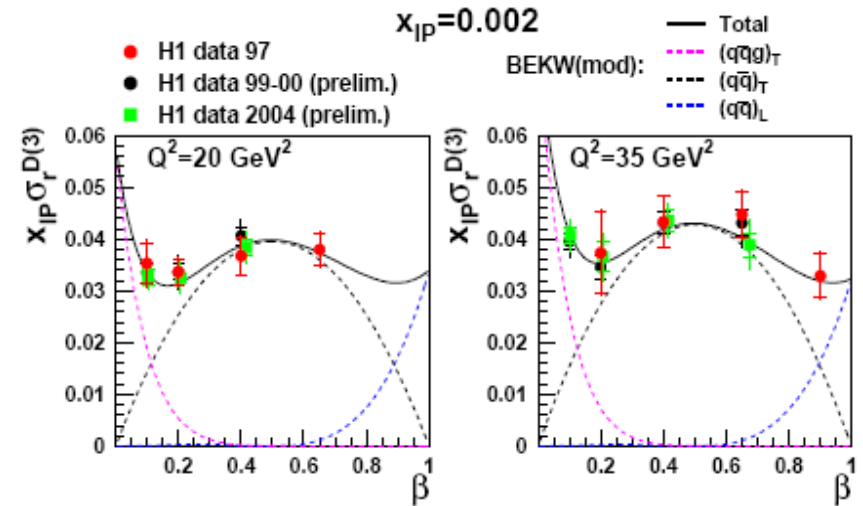 x_IP=0.002
H1 data 97
H1 data 99-00 (prelim.)
H1 data 2004 (prelim.)
BEKW(mod):
Total
(qq̅g)_T
(qq̅)_T
(qq̅)_L
x_IP σ_r^D(3)
Q²=20 GeV²
0.06
0.05
0.04
0.03
0.02
0.01
0
0.2 0.4 0.6 0.8 1
β
x_IP σ_r^D(3)
Q²=35 GeV²
0.06
0.05
0.04
0.03
0.02
0.01
0
0.2 0.4 0.6 0.8 1
β